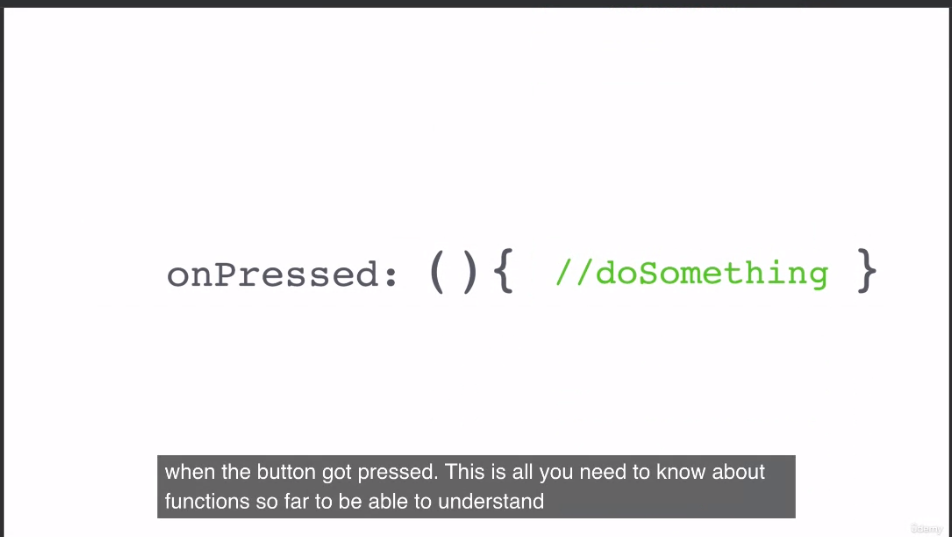 onPressed: (){ //doSomething }
when the button got pressed. This is all you need to know about
functions so far to be able to understand
Udemy